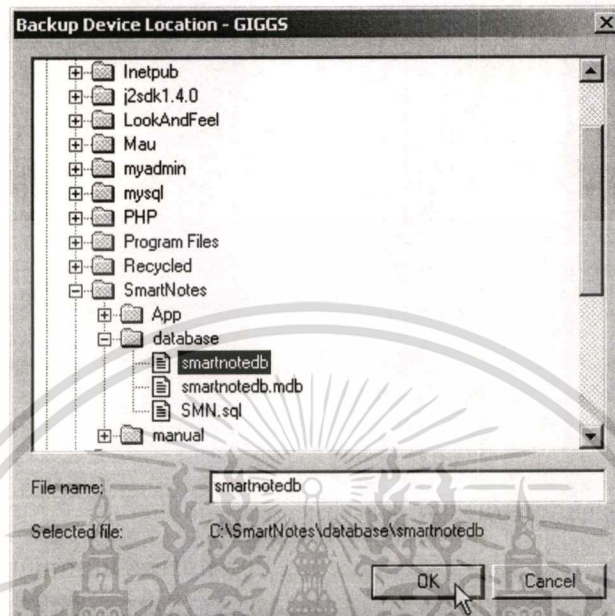 Backup Device Location - GIGGS
Inetpub
j2sdk1.4.0
LookAndFeel
Mau
myadmin
mysql
PHP
Program Files
Recycled
SmartNotes
App
database
smartnotedb
smartnotedb.mdb
SMN.sql
manual
File name: smartnotedb
Selected file: C:\SmartNotes\database\smartnotedb
OK Cancel